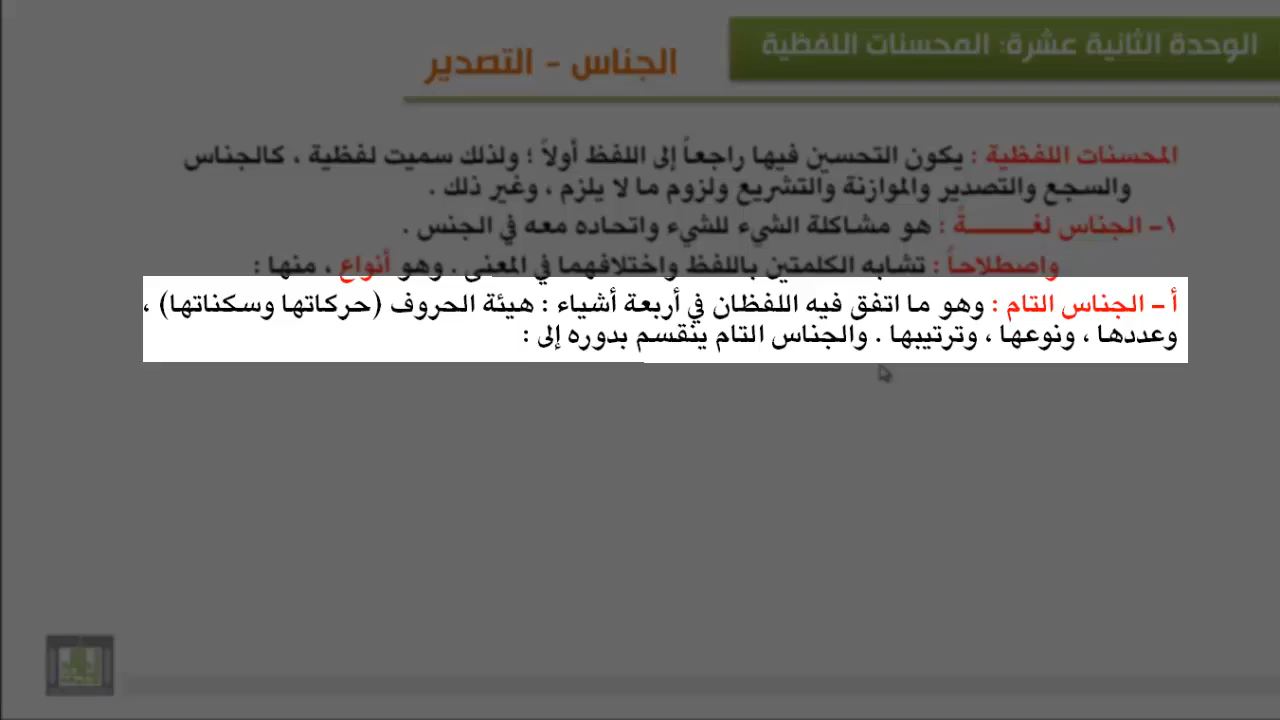 الوحدة الثانية عشرة: المحسنات اللفظية
الجناس - التصدير
المحسنات اللفظية : يكون التحسين فيها راجعاً إلى اللفظ أولاً ؛ ولذلك سميت لفظية ، كالجناس
والسجع والتصدير والموازنة والتشريع ولزوم ما لا يلزم ، وغير ذلك .
١- الجناس لغـــــــةً : هو مشاكلة الشيء للشيء واتحاده معه في الجنس .
واصطلاحاً : تشابه الكلمتين باللفظ واختلافهما في المعنى . وهو أنواع ، منها :
أ - الجناس التام : وهو ما اتفق فيه اللفظان في أربعة أشياء : هيئة الحروف (حركاتها وسكناتها) ،
وعددها ، ونوعها ، وترتيبها . والجناس التام ينقسم بدوره إلى :